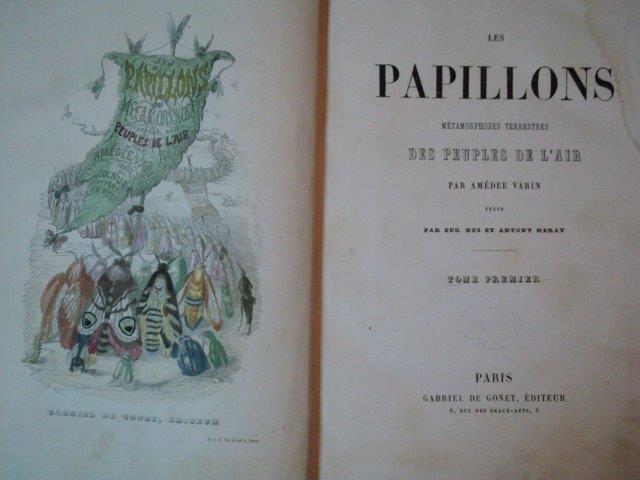 PAPILLONS
METAMORPHOSES
PEUPLES DE L'AIR
AMÉDÉE
GABRIEL DE GONET, ÉDITEUR
LES
PAPILLONS
MÉTAMORPHOSES TERRESTRES
DES PEUPLES DE L'AIR
PAR AMÉDÉE VARIN
TEXTE
PAR EUG. NUS ET ANTONY MERAY
TOME PREMIER
PARIS
GABRIEL DE GONET, ÉDITEUR
6, RUE DES BEAUX-ARTS, 6